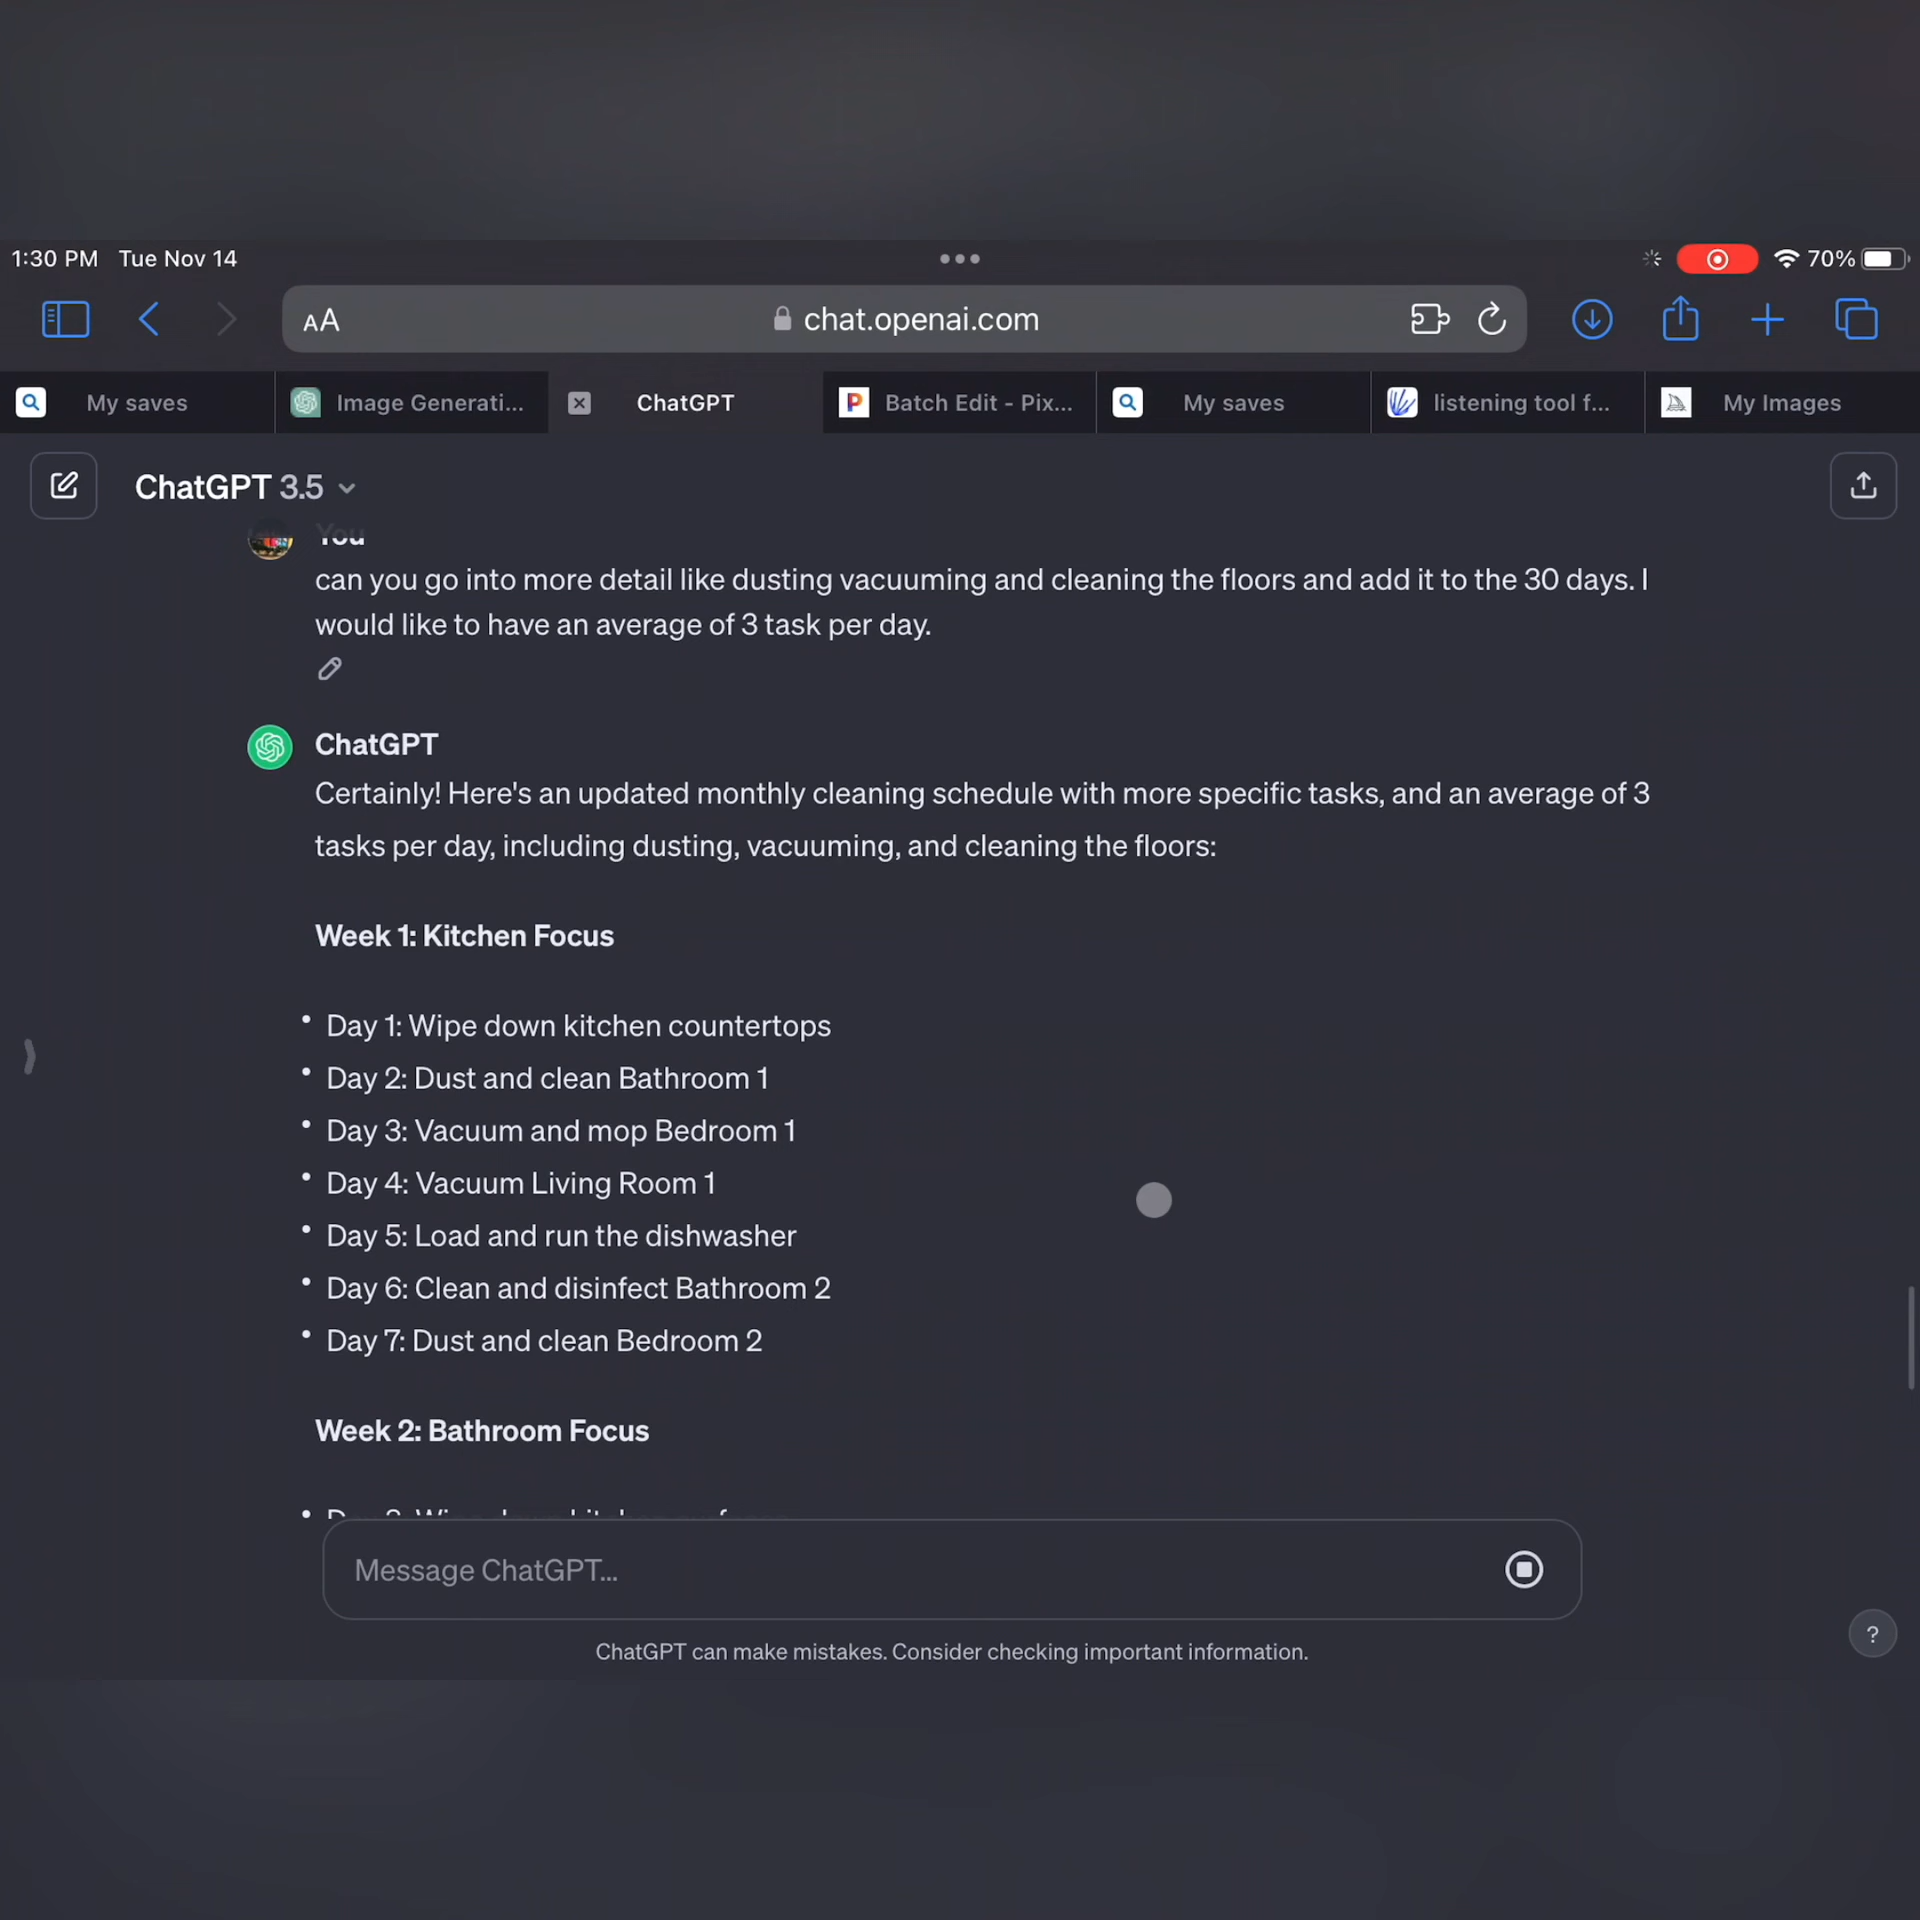 1:30 PM Tue Nov 14
70%
AA
chat.openai.com
My saves
Image Generati...
ChatGPT
P
Batch Edit - Pix...
My saves
listening tool f...
My Images
ChatGPT 3.5
You
can you go into more detail like dusting vacuuming and cleaning the floors and add it to the 30 days. I
would like to have an average of 3 task per day.
ChatGPT
Certainly! Here's an updated monthly cleaning schedule with more specific tasks, and an average of 3
tasks per day, including dusting, vacuuming, and cleaning the floors:
Week 1: Kitchen Focus
• Day 1: Wipe down kitchen countertops
• Day 2: Dust and clean Bathroom 1
• Day 3: Vacuum and mop Bedroom 1
• Day 4: Vacuum Living Room 1
• Day 5: Load and run the dishwasher
• Day 6: Clean and disinfect Bathroom 2
• Day 7: Dust and clean Bedroom 2
Week 2: Bathroom Focus
Message ChatGPT...
ChatGPT can make mistakes. Consider checking important information.
?